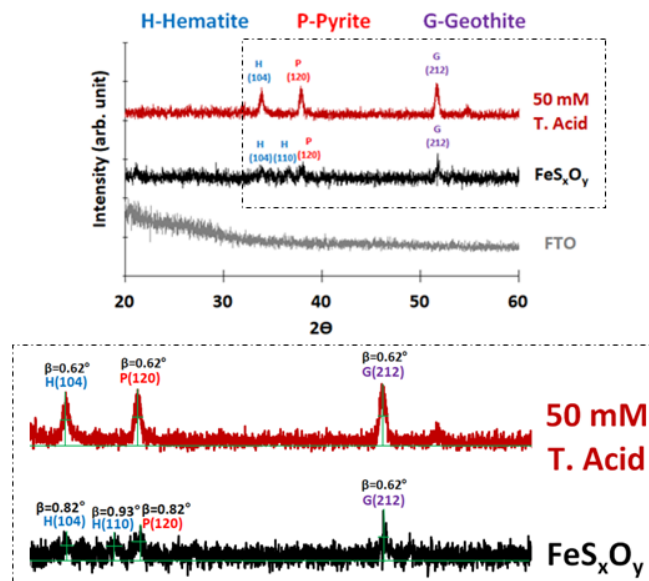 H-Hematite P-Pyrite G-Geothite
Intensity (arb. unit)
H
(104)
P
(120)
G
(212)
50 mM
T. Acid
H
(104)
H
(110)
P
(120)
G
(212)
FeSxOy
FTO
20 30 40 50 60
2Ɵ
β=0.62° β=0.62° β=0.62°
H(104) P(120) G(212)
50 mM
T. Acid
β=0.82° β=0.93° β=0.82° β=0.62°
H(104) H(110) P(120) G(212)
FeSxOy